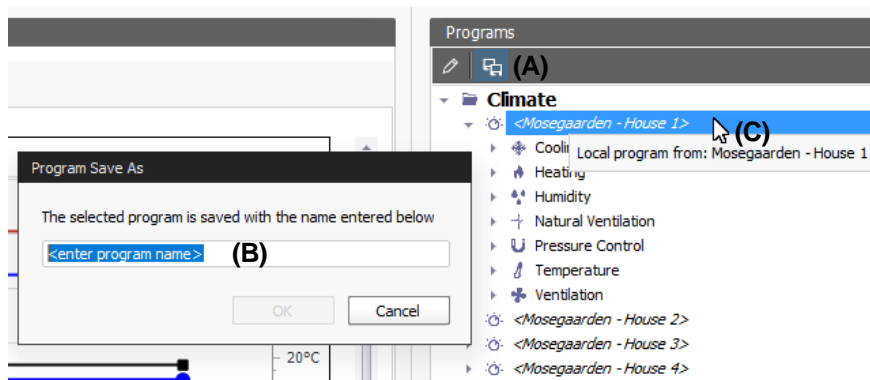 Programs
(A)
Climate
<Mosegaarden - House 1>
(C)
Local program from: Mosegaarden - House 1
Heating
Humidity
Natural Ventilation
Pressure Control
Temperature
Ventilation
<Mosegaarden - House 2>
<Mosegaarden - House 3>
<Mosegaarden - House 4>
Program Save As
The selected program is saved with the name entered below
<enter program name>
(B)
OK
Cancel
20°C